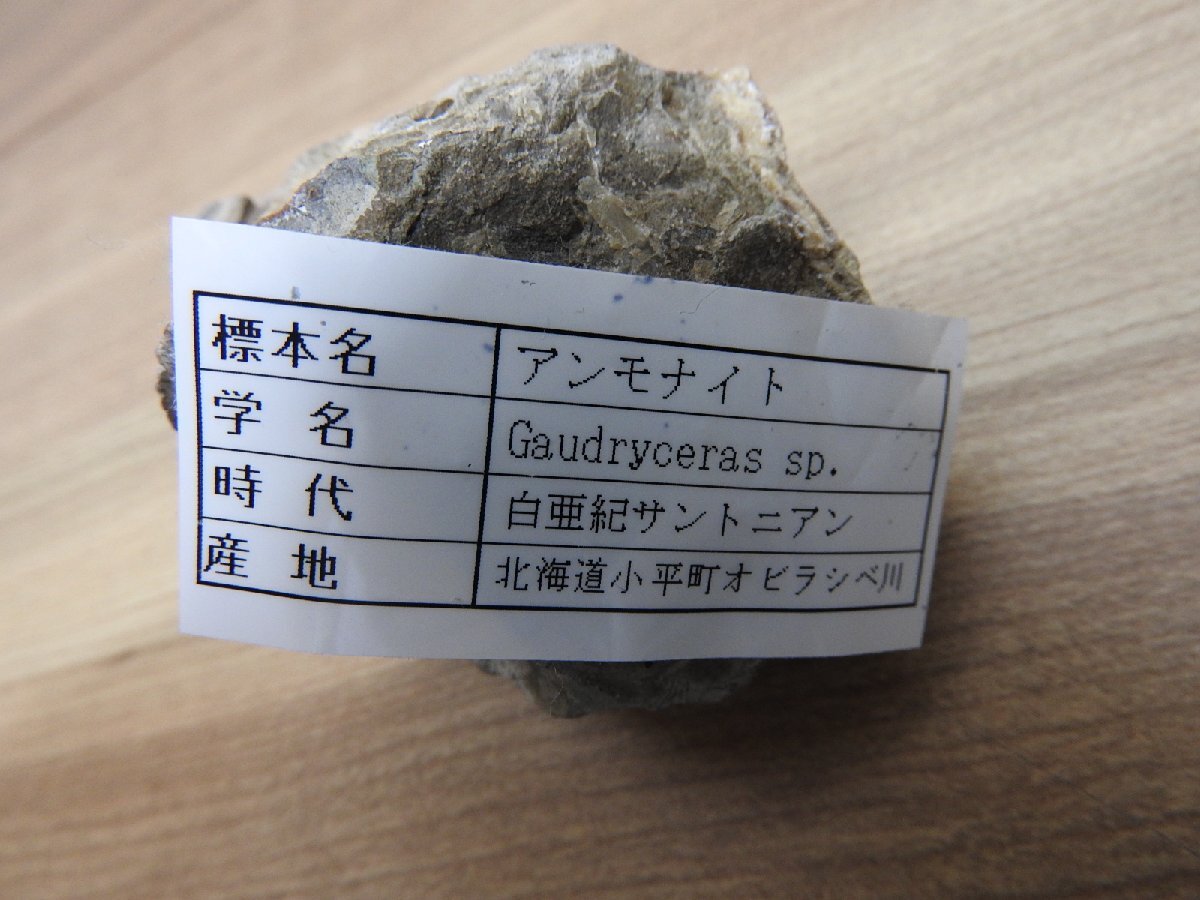 標本名 アンモナイト
学 名 Gaudryceras sp.
時 代 白亜紀サントニアン
産 地 北海道小平町オビラシベ川